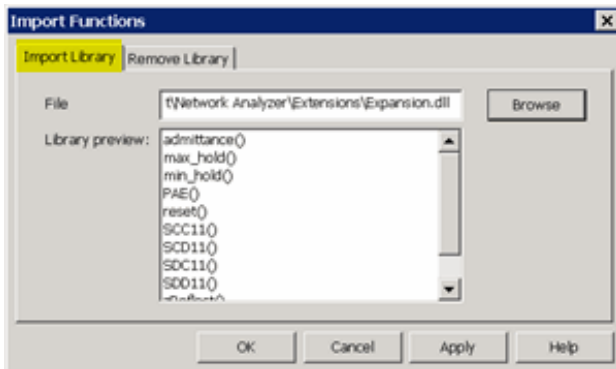 Import Functions
Import Library Remove Library
File t\Network Analyzer\Extensions\Expansion.dll Browse
Library preview: admittance()
max_hold()
min_hold()
PAE()
reset()
SCC11()
SCD11()
SDC11()
SDD11()
OK Cancel Apply Help